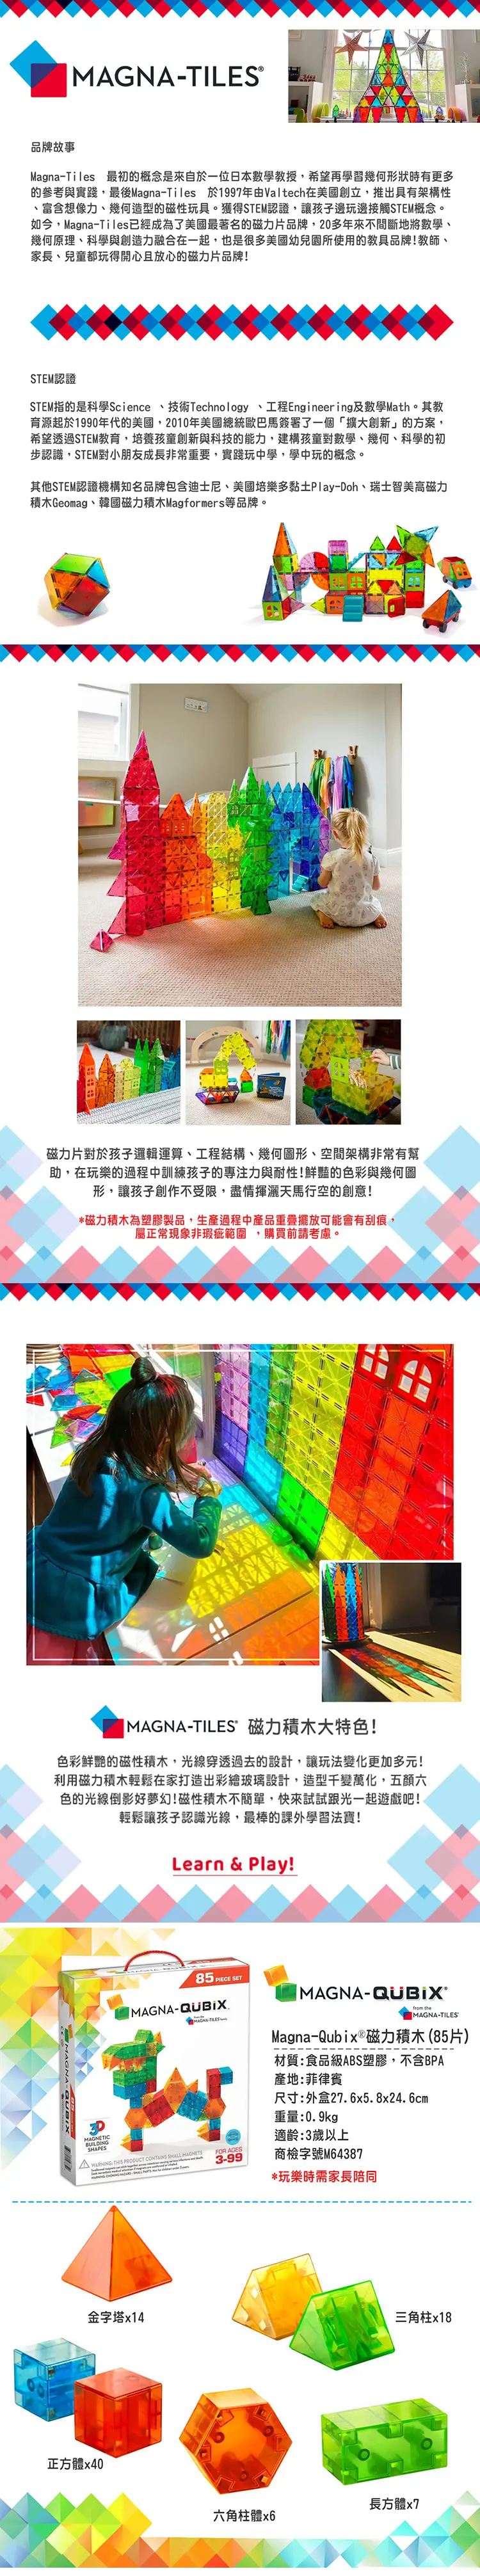 MAGNA-TILES®
品牌故事
Magna-Tiles 最初的概念是來自於一位日本數學教授，希望再學習幾何形狀時有更多
的參考與實踐，最後Magna-Tiles 於1997年由Valtech在美國創立，推出具有架構性
、富含想像力、幾何造型的磁性玩具。獲得STEM認證，讓孩子邊玩邊接觸STEM概念。
如今，Magna-Tiles已經成為了美國最著名的磁力片品牌，20多年來不間斷地將數學、
幾何原理、科學與創造力融合在一起，也是很多美國幼兒園所使用的教具品牌!教師、
家長、兒童都玩得開心且放心的磁力片品牌!
STEM認證
STEM指的是科學Science 、技術Technology 、工程Engineering及數學Math。其教
育源起於1990年代的美國，2010年美國總統歐巴馬簽署了一個「擴大創新」的方案，
希望透過STEM教育，培養孩童創新與科技的能力，建構孩童對數學、幾何、科學的初
步認識，STEM對小朋友成長非常重要，實踐玩中學，學中玩的概念。
其他STEM認證機構知名品牌包含迪士尼、美國培樂多黏土Play-Doh、瑞士智美高磁力
積木Geomag、韓國磁力積木Magformers等品牌。
磁力片對於孩子邏輯運算、工程結構、幾何圖形、空間架構非常有幫
助，在玩樂的過程中訓練孩子的專注力與耐性!鮮豔的色彩與幾何圖
形，讓孩子創作不受限，盡情揮灑天馬行空的創意!
*磁力積木為塑膠製品，生產過程中產品重疊擺放可能會有刮痕，
屬正常現象非瑕疵範圍 ，購買前請考慮。
MAGNA-TILES® 磁力積木大特色!
色彩鮮艷的磁性積木，光線穿透過去的設計，讓玩法變化更加多元!
利用磁力積木輕鬆在家打造出彩繪玻璃設計，造型千變萬化，五顏六
色的光線倒影好夢幻!磁性積木不簡單，快來試試跟光一起遊戲吧!
輕鬆讓孩子認識光線，最棒的課外學習法寶!
Learn & Play!
85 PIECE SET
MAGNA-QUBIX
MAGNA-TILES
MAGNA-QUBIX
3D
MAGNETIC
BUILDING
SHAPES
WARNING: THIS PRODUCT CONTAINS SMALL MAGNETS
FOR AGES
3-99
MAGNA-QUBIX®
from the
MAGNA-TILES®
Magna-Qubix®磁力積木(85片)
材質:食品級ABS塑膠，不含BPA
產地:菲律賓
尺寸:外盒27.6x5.8x24.6cm
重量:0.9kg
適齡:3歲以上
商檢字號M64387
*玩樂時需家長陪同
金字塔x14
三角柱x18
正方體x40
六角柱體x6
長方體x7